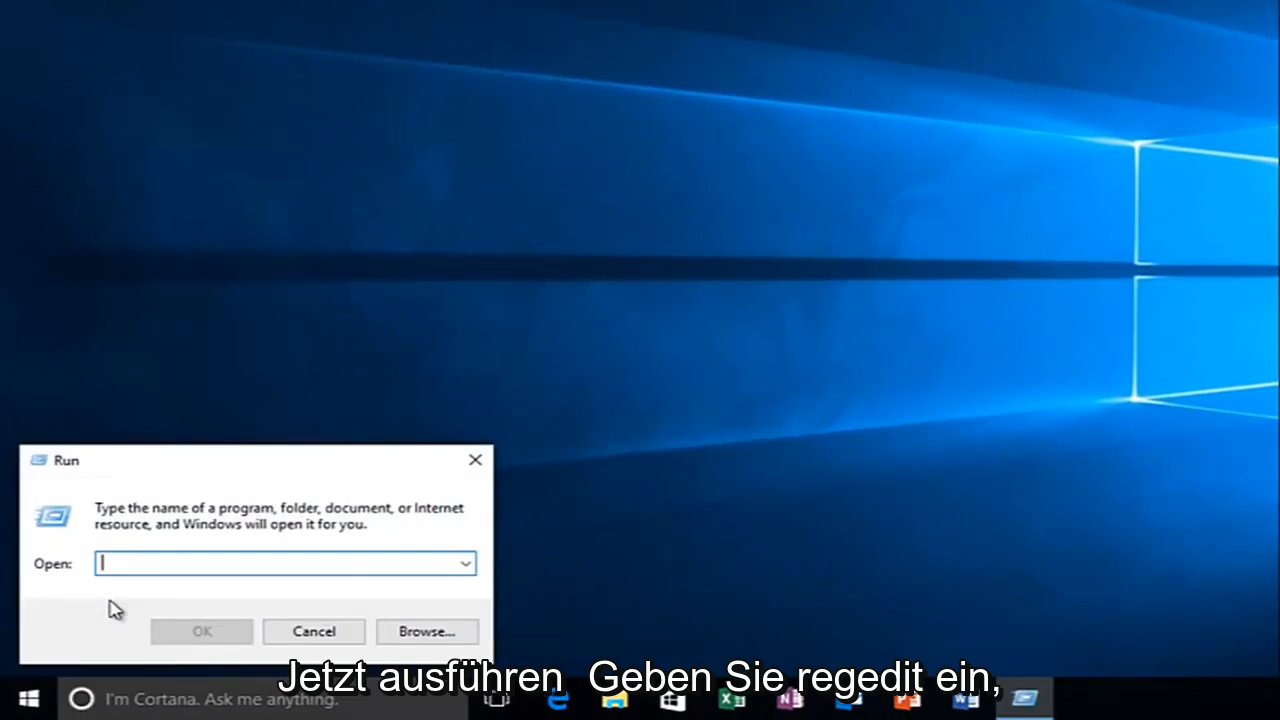 Run
Type the name of a program, folder, document, or Internet
resource, and Windows will open it for you.
Open:
OK
Cancel
Browse...
Jetzt ausführen  Geben Sie regedit ein,
I'm Cortana. Ask me anything.